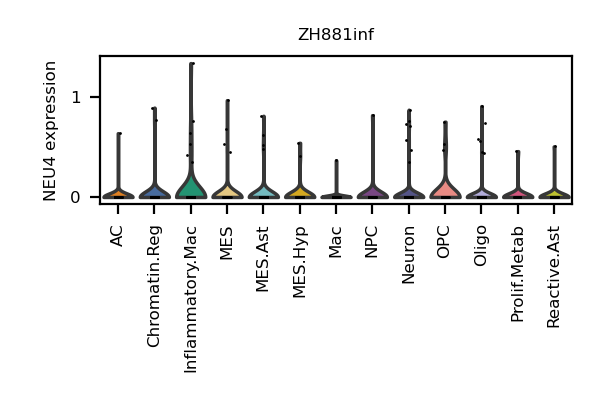 ZH881inf
NEU4 expression
1
0
AC
Chromatin.Reg
Inflammatory.Mac
MES
MES.Ast
MES.Hyp
Mac
NPC
Neuron
OPC
Oligo
Prolif.Metab
Reactive.Ast